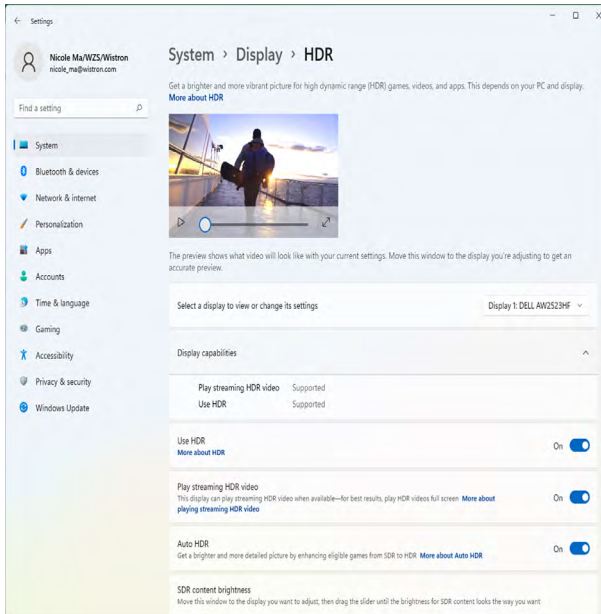 Settings
Nicole Ma/WZS/Wistron
nicole_ma@wistron.com
Find a setting
System
Bluetooth & devices
Network & internet
Personalization
Apps
Accounts
Time & language
Gaming
Accessibility
Privacy & security
Windows Update
System > Display > HDR
Get a brighter and more vibrant picture for high dynamic range (HDR) games, videos, and apps. This depends on your PC and display.
More about HDR
The preview shows what video will look like with your current settings. Move this window to the display you're adjusting to get an
accurate preview.
Select a display to view or change its settings
Display 1: DELL AW2523HF
Display capabilities
Play streaming HDR video Supported
Use HDR Supported
Use HDR
More about HDR
On
Play streaming HDR video
This display can play streaming HDR video when available—for best results, play HDR videos full screen More about
playing streaming HDR video
On
Auto HDR
Get a brighter and more detailed picture by enhancing eligible games from SDR to HDR More about Auto HDR
On
SDR content brightness
Move this window to the display you want to adjust, then drag the slider until the brightness for SDR content looks the way you want